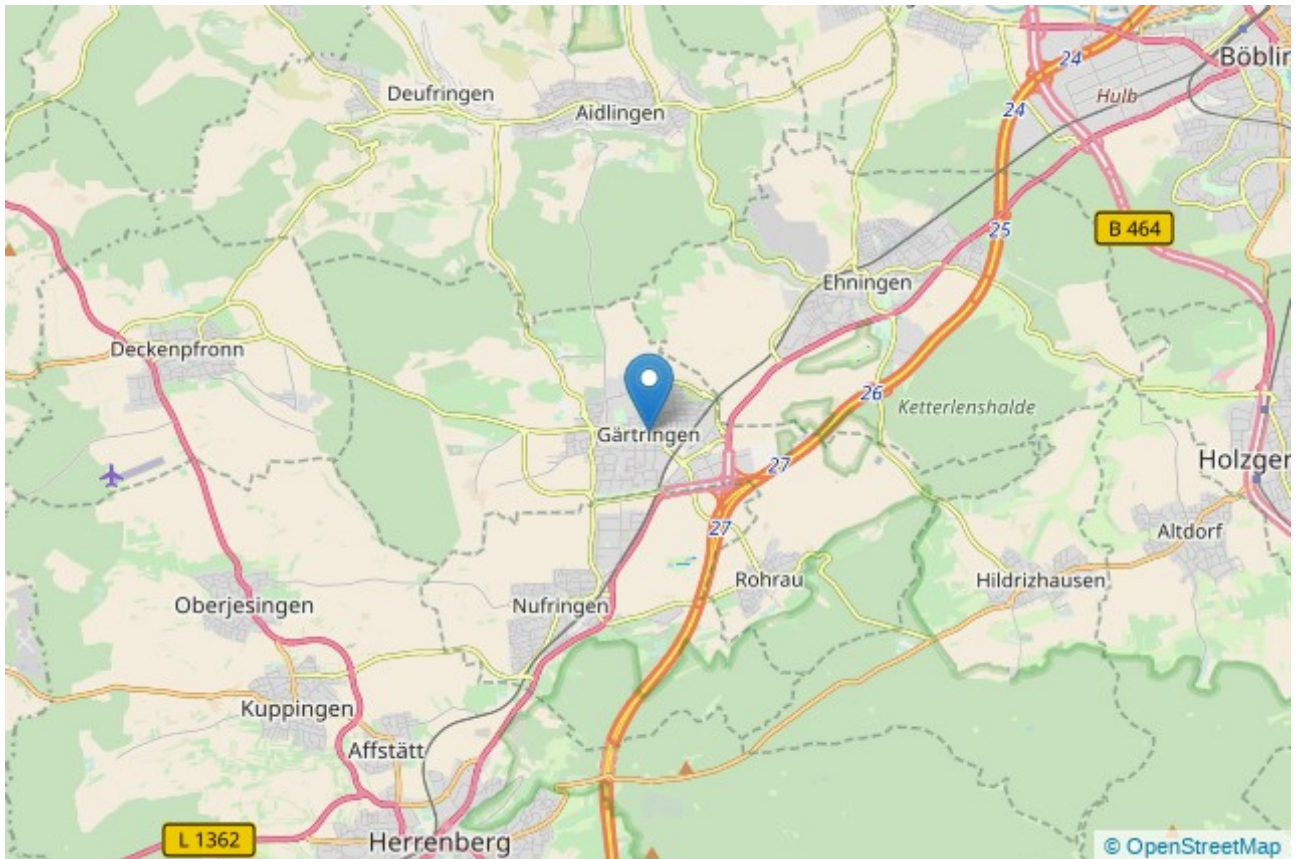 24
Böblin
Deufringen
Hulb
Aidlingen
24
B 464
25
Ehningen
Deckenpfronn
26
Ketterlenshalde
Gärtringen
27
Holzger
27
Altdorf
Rohrau
Hildrizhausen
Oberjesingen
Nufringen
Kuppingen
Affstätt
L 1362
Herrenberg
© OpenStreetMap